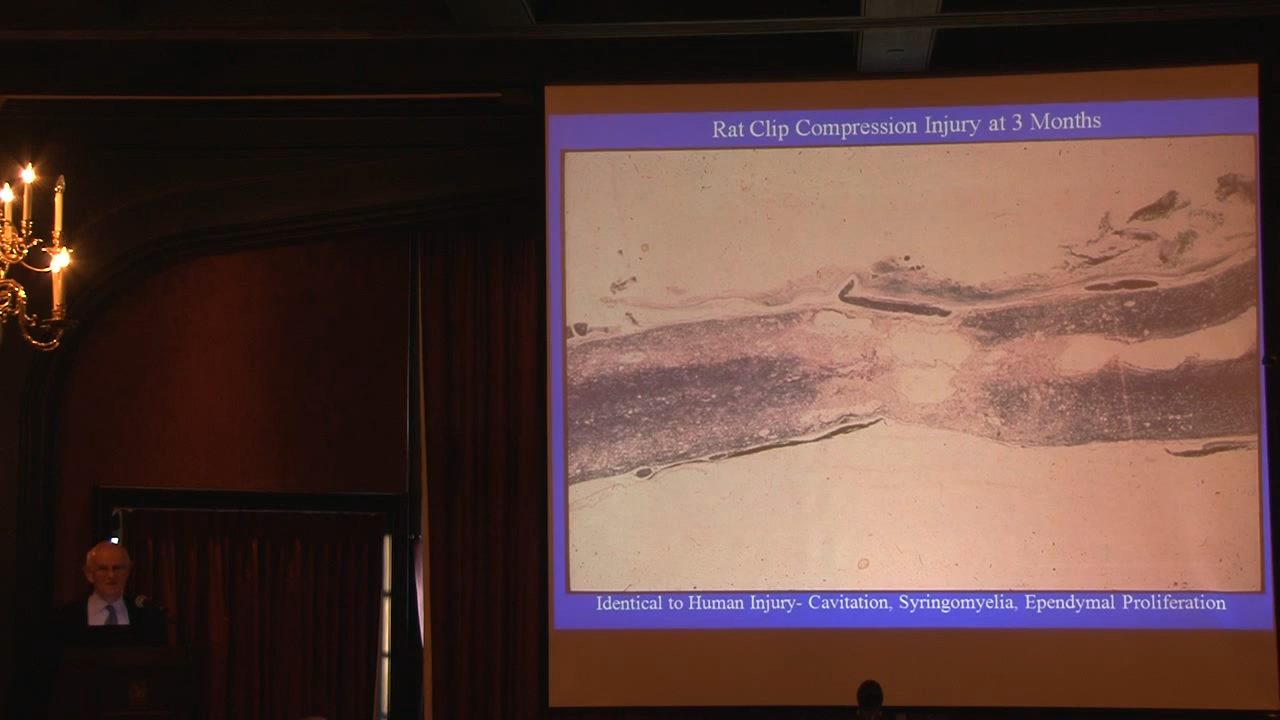 Rat Clip Compression Injury at 3 Months
Identical to Human Injury- Cavitation, Syringomyelia, Ependymal Proliferation